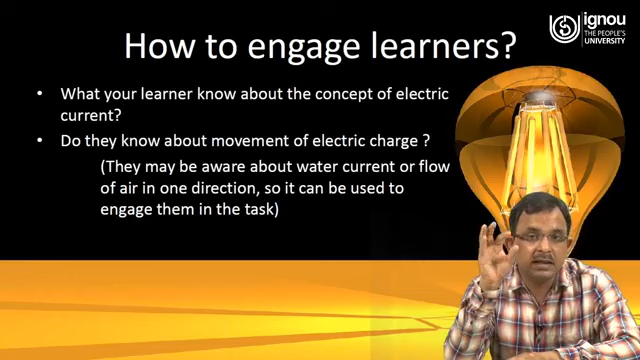 ignou
THE PEOPLE'S
UNIVERSITY
How to engage learners?
• What your learner know about the concept of electric
current?
• Do they know about movement of electric charge ?
(They may be aware about water current or flow
of air in one direction, so it can be used to
engage them in the task)